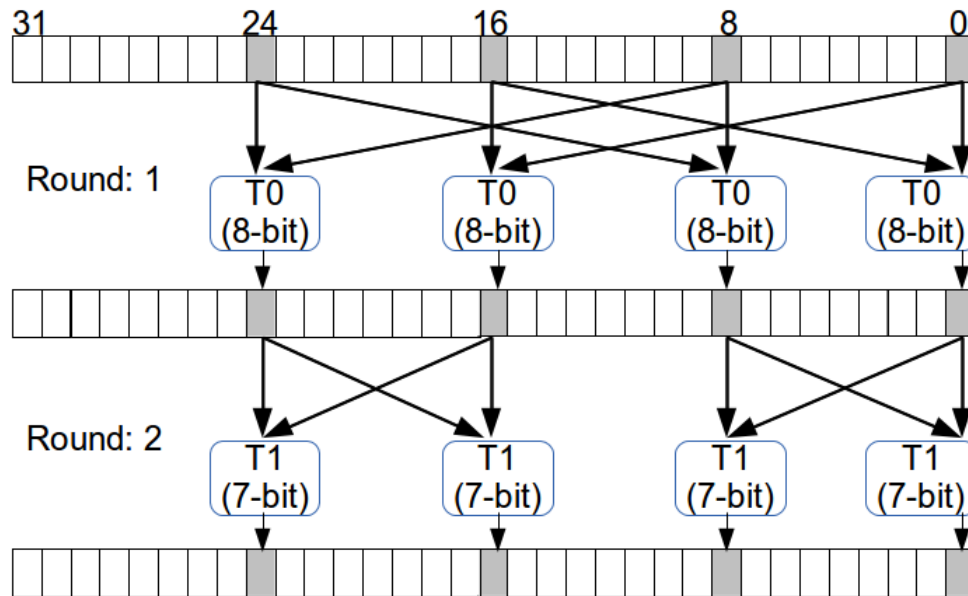 31 24 16 8 0
Round: 1
T0 T0 T0 T0
(8-bit) (8-bit) (8-bit) (8-bit)
Round: 2
T1 T1 T1 T1
(7-bit) (7-bit) (7-bit) (7-bit)